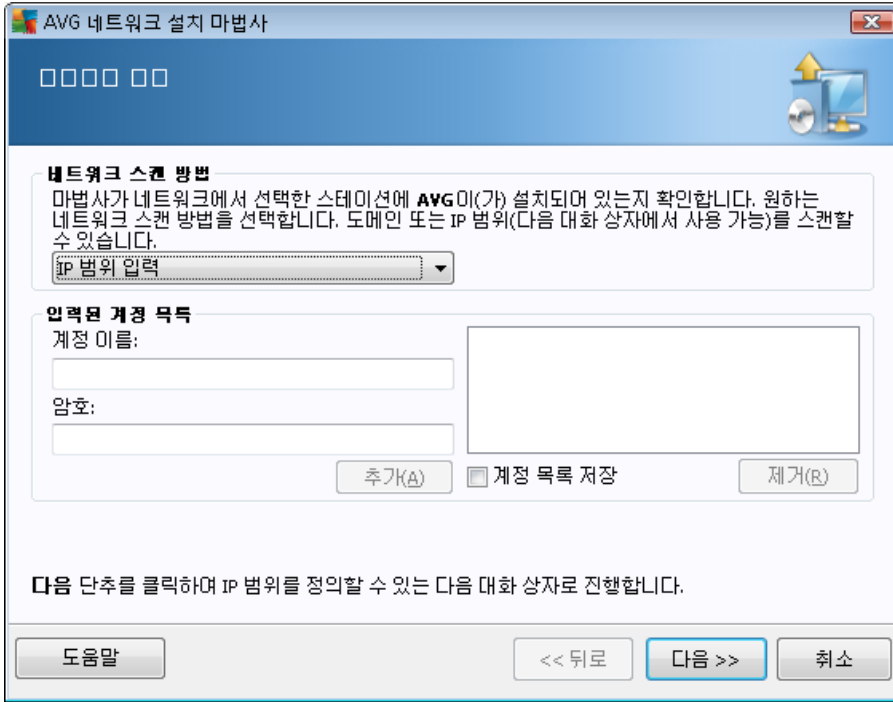 AVG 네트워크 설치 마법사
□□□□ □□
네트워크 스캔 방법
마법사가 네트워크에서 선택한 스테이션에 AVG이(가) 설치되어 있는지 확인합니다. 원하는
네트워크 스캔 방법을 선택합니다. 도메인 또는 IP 범위(다음 대화 상자에서 사용 가능)를 스캔할
수 있습니다.
IP 범위 입력
입력된 계정 목록
계정 이름:
암호:
추가(A)
계정 목록 저장
제거(R)
다음 단추를 클릭하여 IP 범위를 정의할 수 있는 다음 대화 상자로 진행합니다.
도움말
<< 뒤로
다음 >>
취소